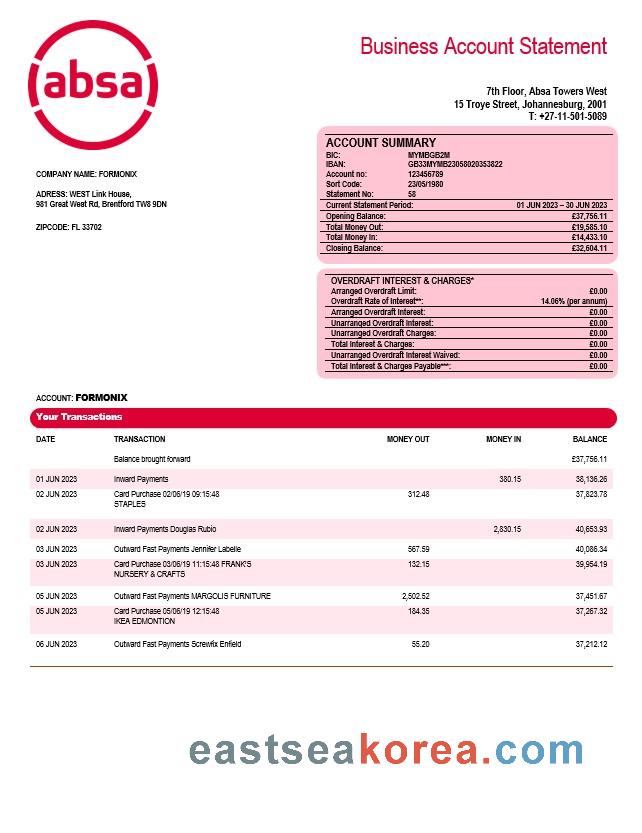 absa
Business Account Statement
7th Floor, Absa Towers West
15 Troye Street, Johannesburg, 2001
T: +27-11-501-5089
COMPANY NAME: FORMONIX
ADRESS: WEST Link House,
981 Great West Rd, Brentford TW8 9DN
ZIPCODE: FL 33702
ACCOUNT SUMMARY
BIC: MYMBGB2M
IBAN: GB33MYMB23058020353822
Account no: 123456789
Sort Code: 23/05/1980
Statement No: 58
Current Statement Period: 01 JUN 2023 – 30 JUN 2023
Opening Balance: £37,756.11
Total Money Out: £19,585.10
Total Money In: £14,433.10
Closing Balance: £32,604.11
OVERDRAFT INTEREST & CHARGES*
Arranged Overdraft Limit: £0.00
Overdraft Rate of Interest**: 14.06% (per annum)
Arranged Overdraft Interest: £0.00
Unarranged Overdraft Interest: £0.00
Unarranged Overdraft Charges: £0.00
Total Interest & Charges: £0.00
Unarranged Overdraft Interest Waived: £0.00
Total Interest & Charges Payable***: £0.00
ACCOUNT: FORMONIX
Your Transactions
DATE TRANSACTION MONEY OUT MONEY IN BALANCE
Balance brought forward £37,756.11
01 JUN 2023 Inward Payments 380.15 38,136.26
02 JUN 2023 Card Purchase 02/06/19 09:15:48 312.48 37,823.78
STAPLES
02 JUN 2023 Inward Payments Douglas Rubio 2,830.15 40,653.93
03 JUN 2023 Outward Fast Payments Jennifer Labelle 567.59 40,086.34
03 JUN 2023 Card Purchase 03/06/19 11:15:48 FRANK'S 132.15 39,954.19
NURSERY & CRAFTS
05 JUN 2023 Outward Fast Payments MARGOLIS FURNITURE 2,502.52 37,451.67
05 JUN 2023 Card Purchase 05/06/19 12:15:48 184.35 37,267.32
IKEA EDMONTION
06 JUN 2023 Outward Fast Payments Screwfix Enfield 55.20 37,212.12
eastseakorea.com